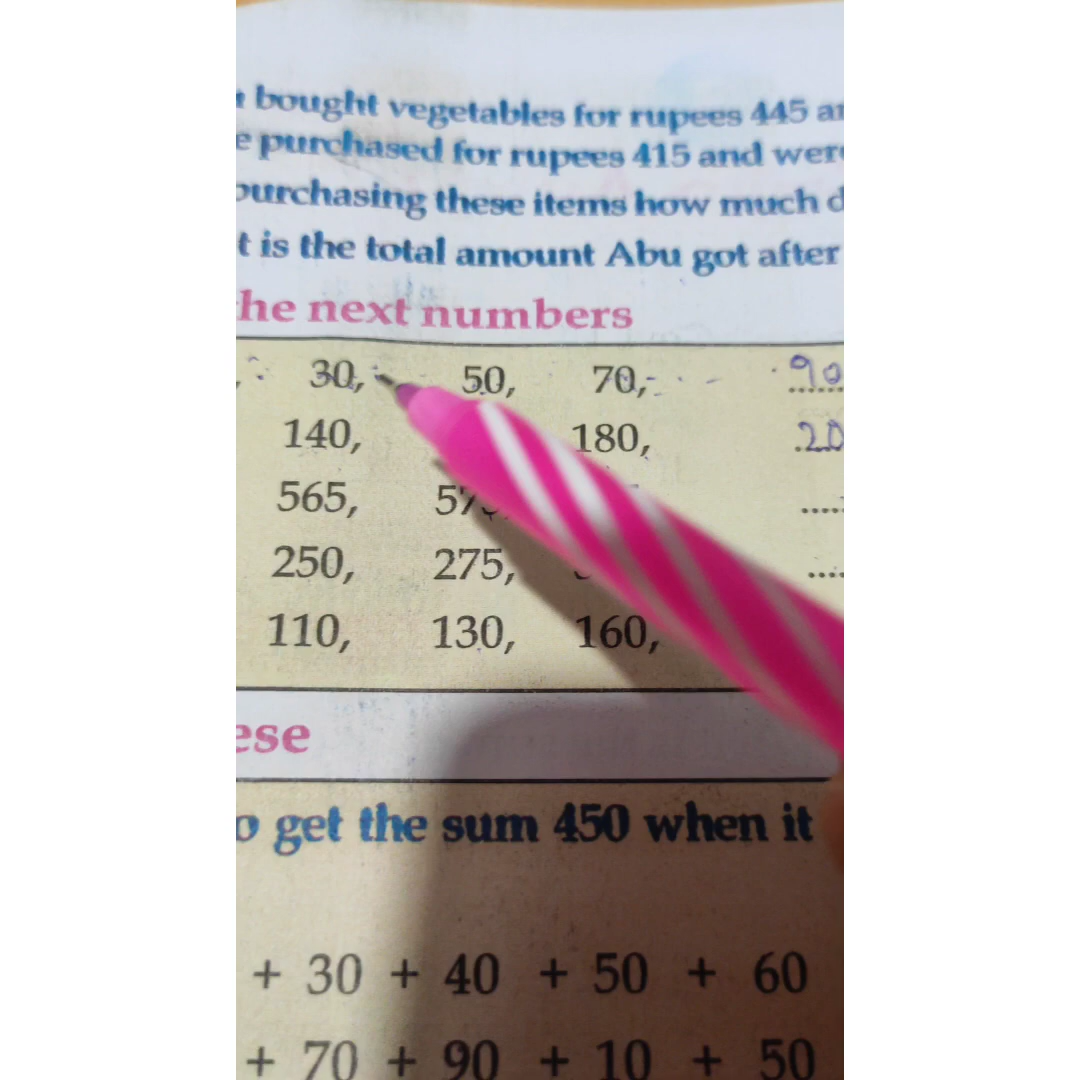 bought vegetables for rupees 445
purchased for rupees 415 and
purchasing these items how much
t is the total amount Abu got after
he next numbers
30, 50, 70, 90
140, 180, 20
565,
250, 275,
110, 130, 160,
ese
o get the sum 450 when it
+ 30 + 40 + 50 + 60
+ 70 + 90 + 10 + 50